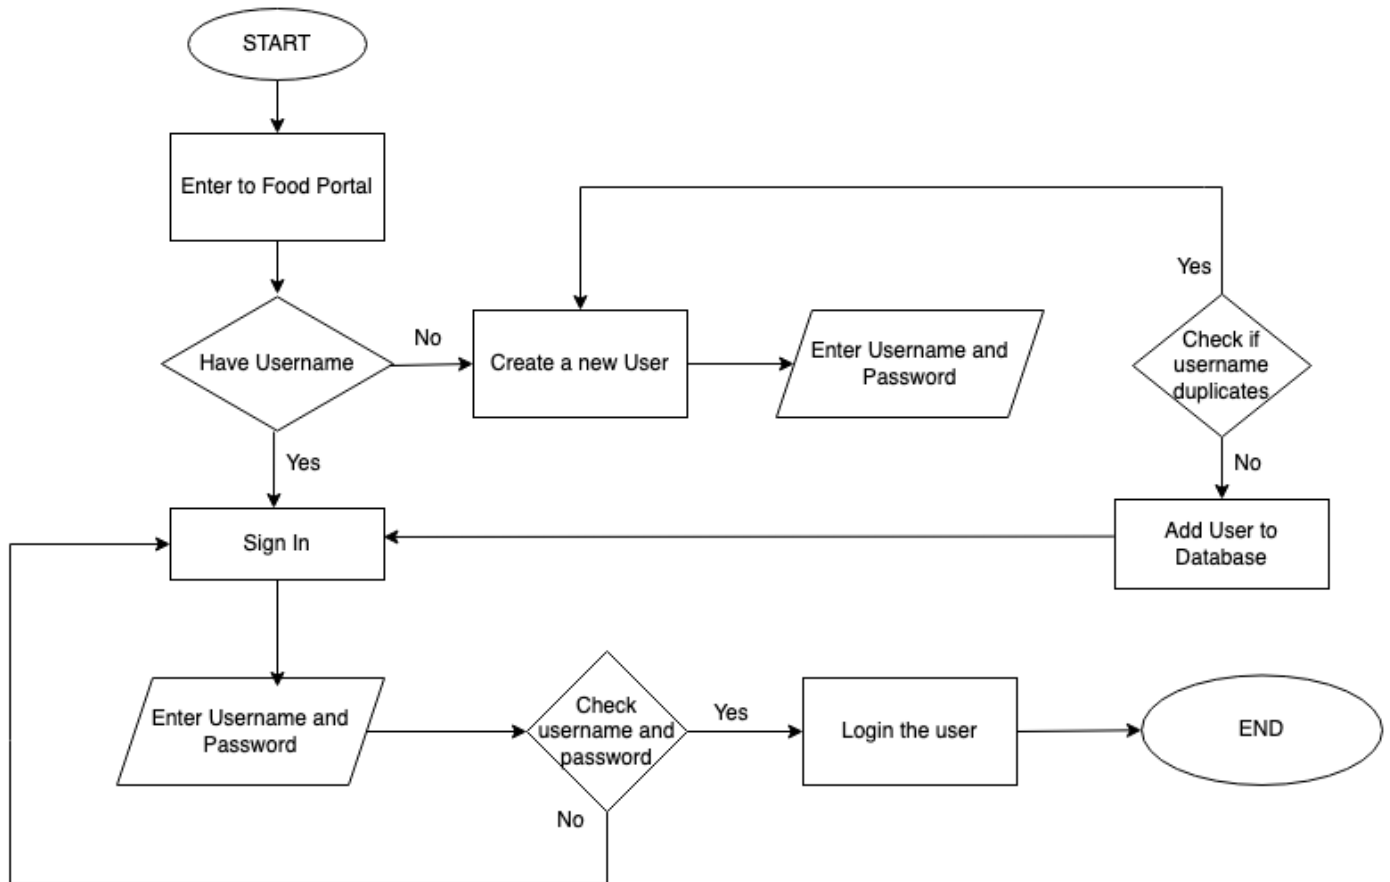 START
Enter to Food Portal
Have Username
No
Create a new User
Enter Username and
Password
Yes
Check if
username
duplicates
No
Add User to
Database
Yes
Sign In
Enter Username and
Password
Check
username and
password
Yes
Login the user
END
No